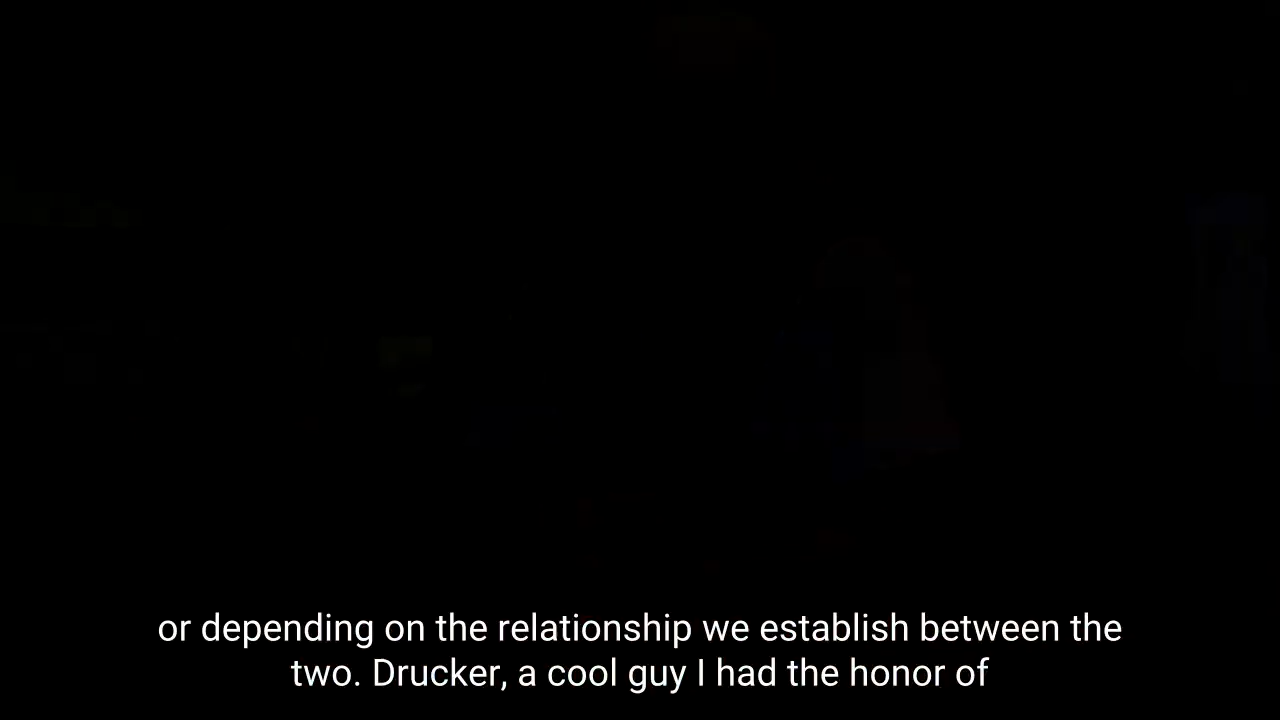 or depending on the relationship we establish between the
two. Drucker, a cool guy I had the honor of